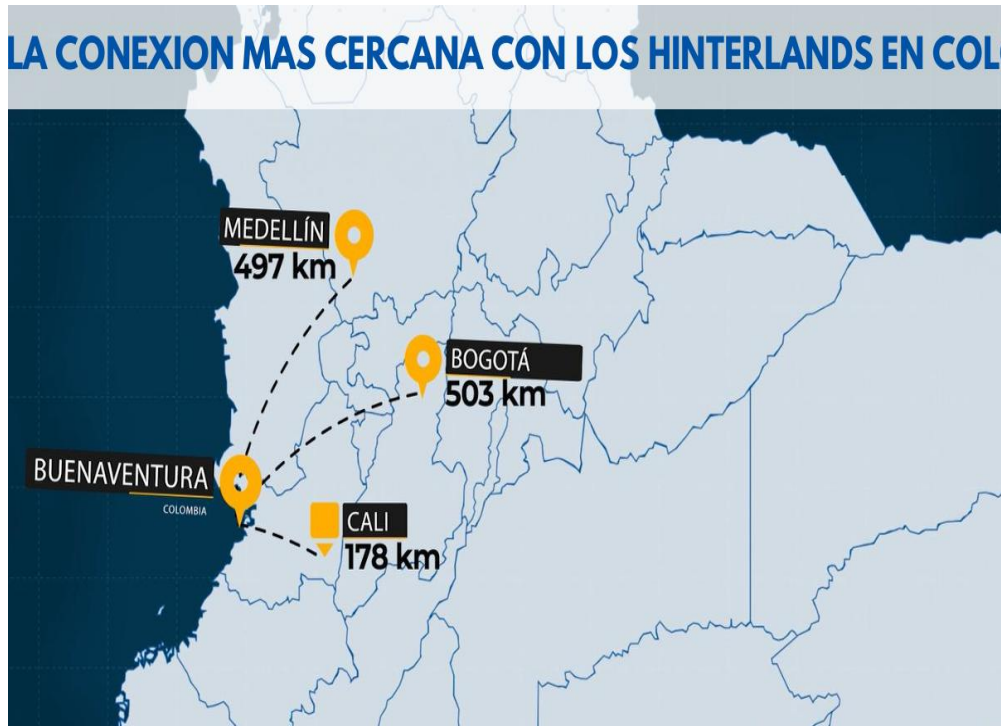 LA CONEXION MAS CERCANA CON LOS HINTERLANDS EN
MEDELLÍN
497 km
BOGOTÁ
503 km
BUENAVENTURA
COLOMBIA
CALI
178 km